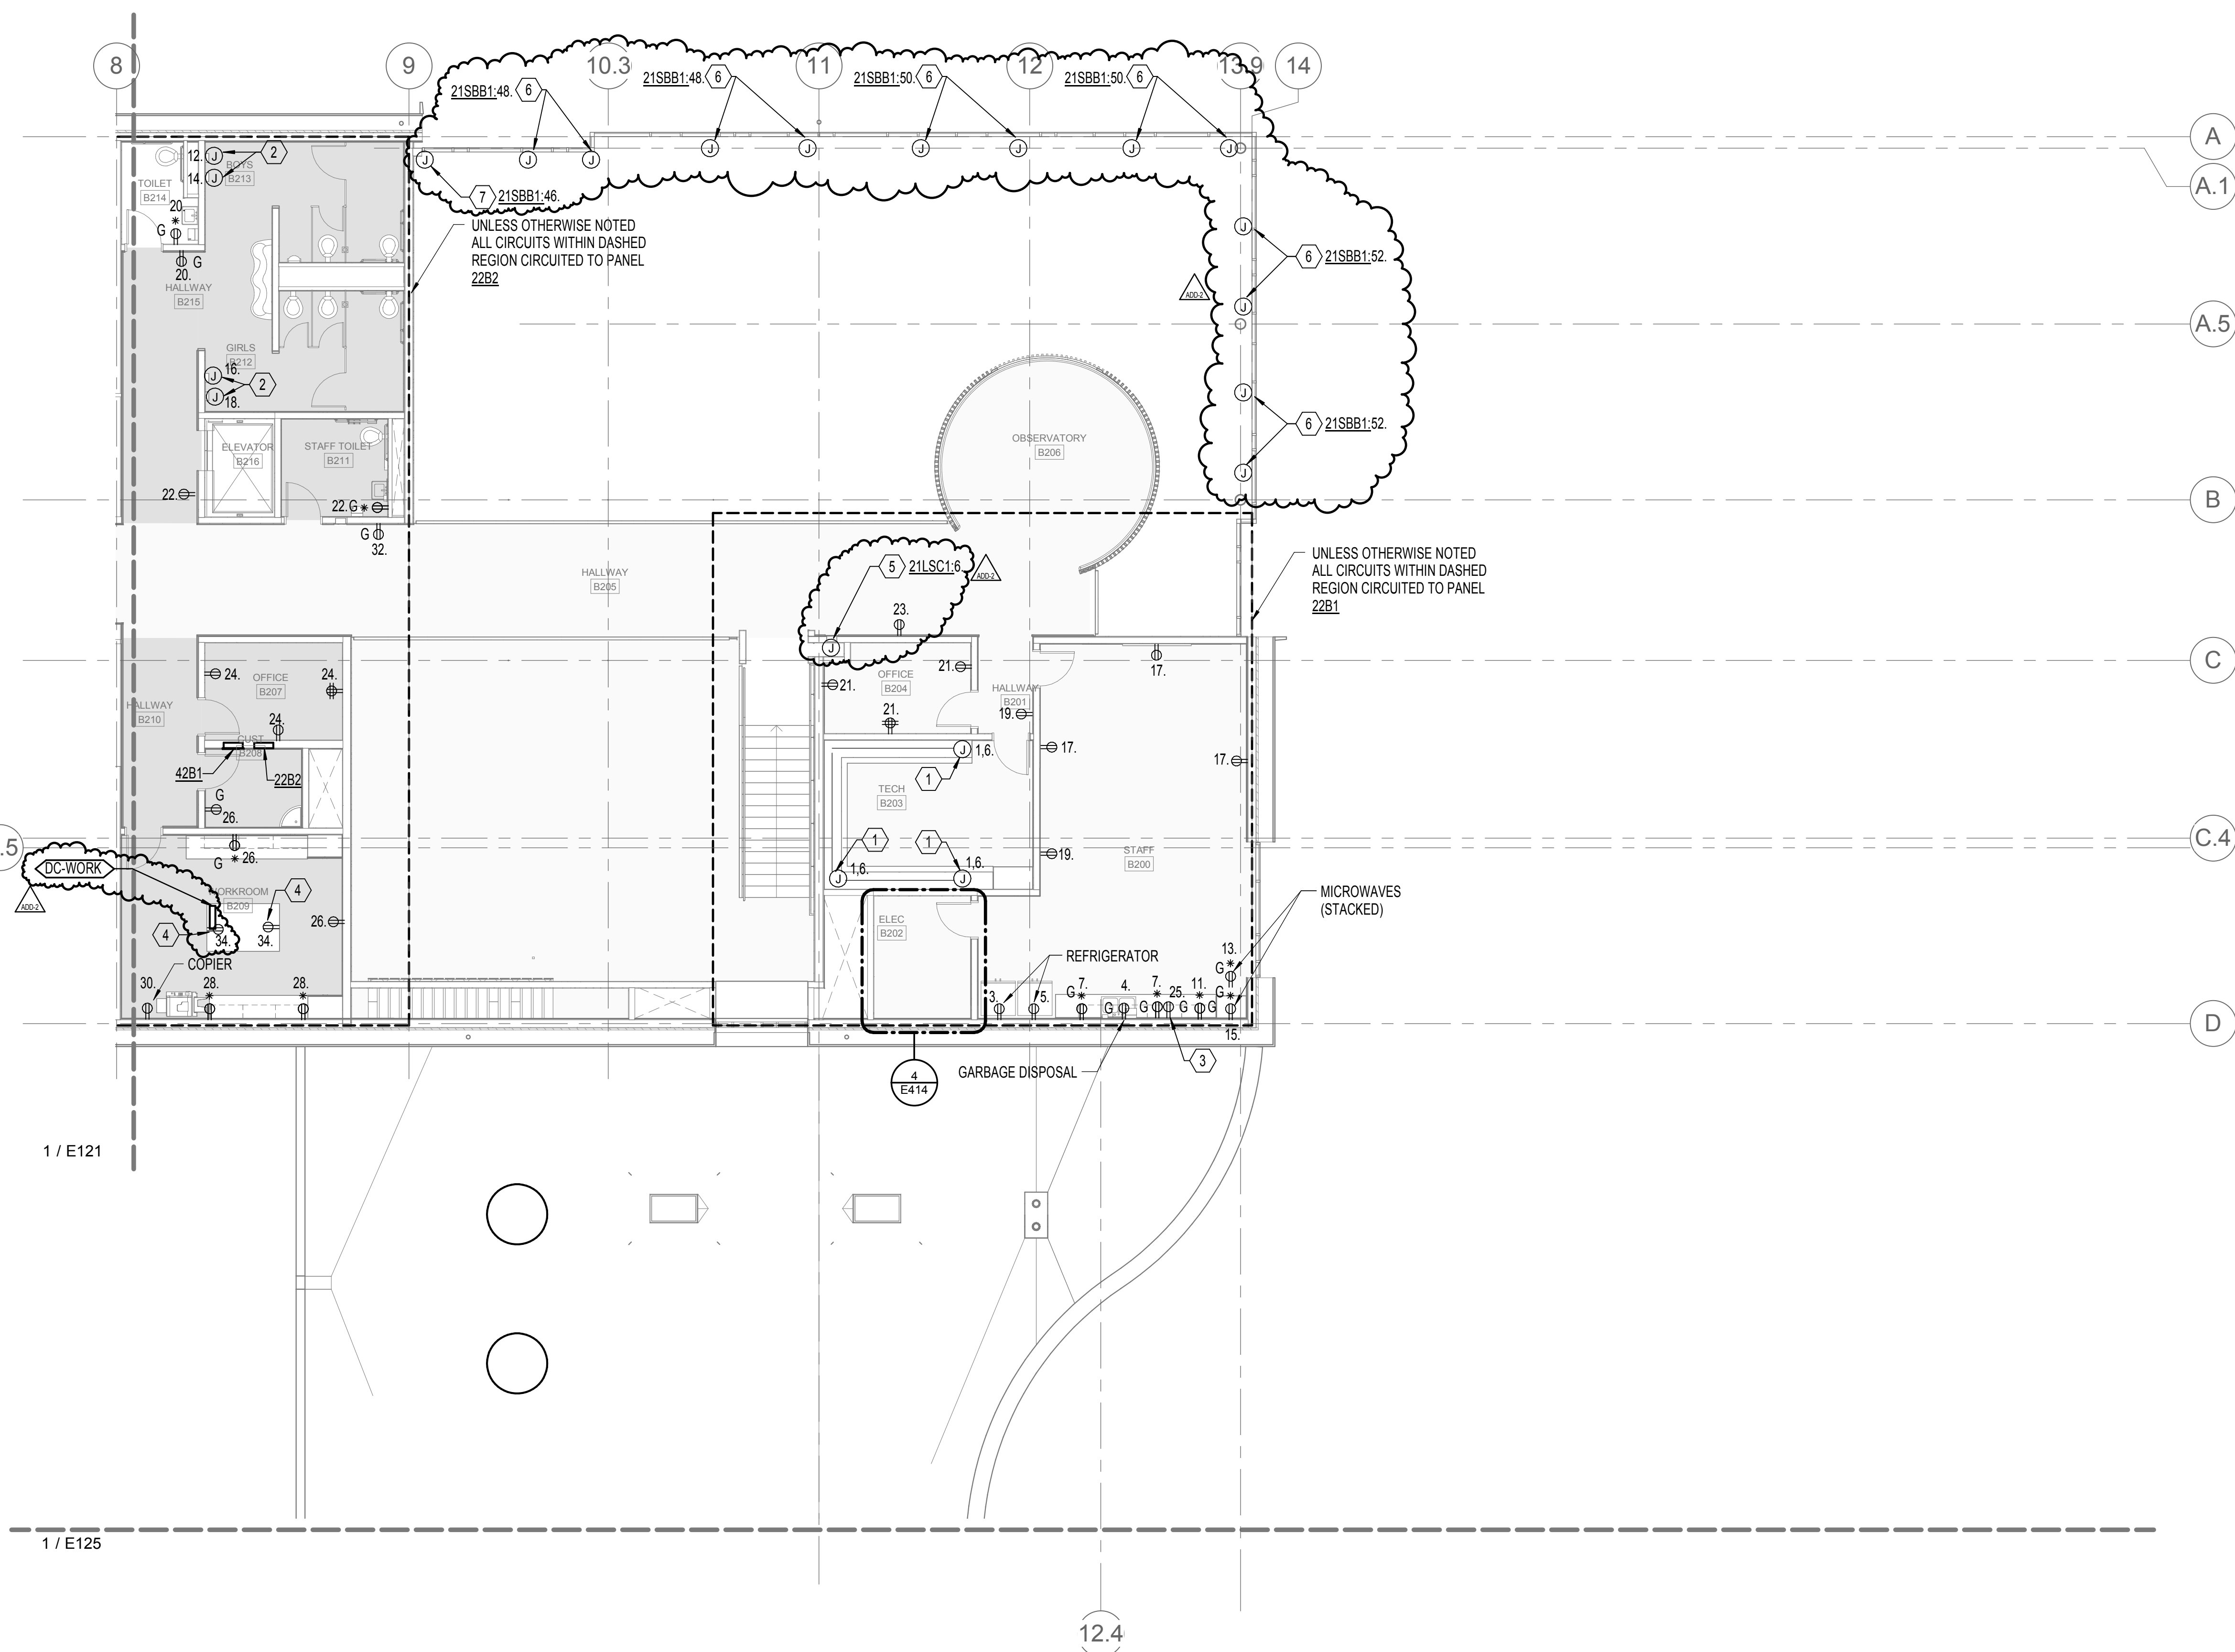 8
9
10.3
11
12
13.9
14
21SBB1:48.
6
21SBB1:48.
6
21SBB1:50.
6
21SBB1:50.
6
A
A.1
A.5
B
C
C.4
D
J
J
J
J
J
J
J
J
J
7
21SBB1:46.
12.
J
2
14.
J
BOYS
B213
TOILET
B214
20.
*
G
G
20.
HALLWAY
B215
UNLESS OTHERWISE NOTED
ALL CIRCUITS WITHIN DASHED
REGION CIRCUITED TO PANEL
22B2
J
6
21SBB1:52.
J
ADD-2
J
6
21SBB1:52.
J
GIRLS
B212
J
16.
2
J
18.
ELEVATOR
B216
STAFF TOILET
B211
22.
22.
G
*
G
32.
OBSERVATORY
B206
HALLWAY
B205
5
21LSC1:6.
ADD-2
23.
J
UNLESS OTHERWISE NOTED
ALL CIRCUITS WITHIN DASHED
REGION CIRCUITED TO PANEL
22B1
24.
OFFICE
B207
24.
24.
HALLWAY
B210
CUST
B208
42B1
22B2
G
26.
G
*
26.
21.
OFFICE
B204
21.
21.
HALLWAY
B201
19.
17.
17.
17.
J
1,6.
1
TECH
B203
1
1
J
1,6.
J
1,6.
19.
STAFF
B200
.5
DC-WORK
ADD-2
WORKROOM
B209
4
4
34.
34.
26.
COPIER
30.
28.
*
28.
*
ELEC
B202
REFRIGERATOR
MICROWAVES
(STACKED)
3.
5.
7.
G
*
4.
G
7.
*
G
25.
11.
*
G
G
13.
*
G
G
*
15.
3
GARBAGE DISPOSAL
4
E414
1 / E121
1 / E125
12.4